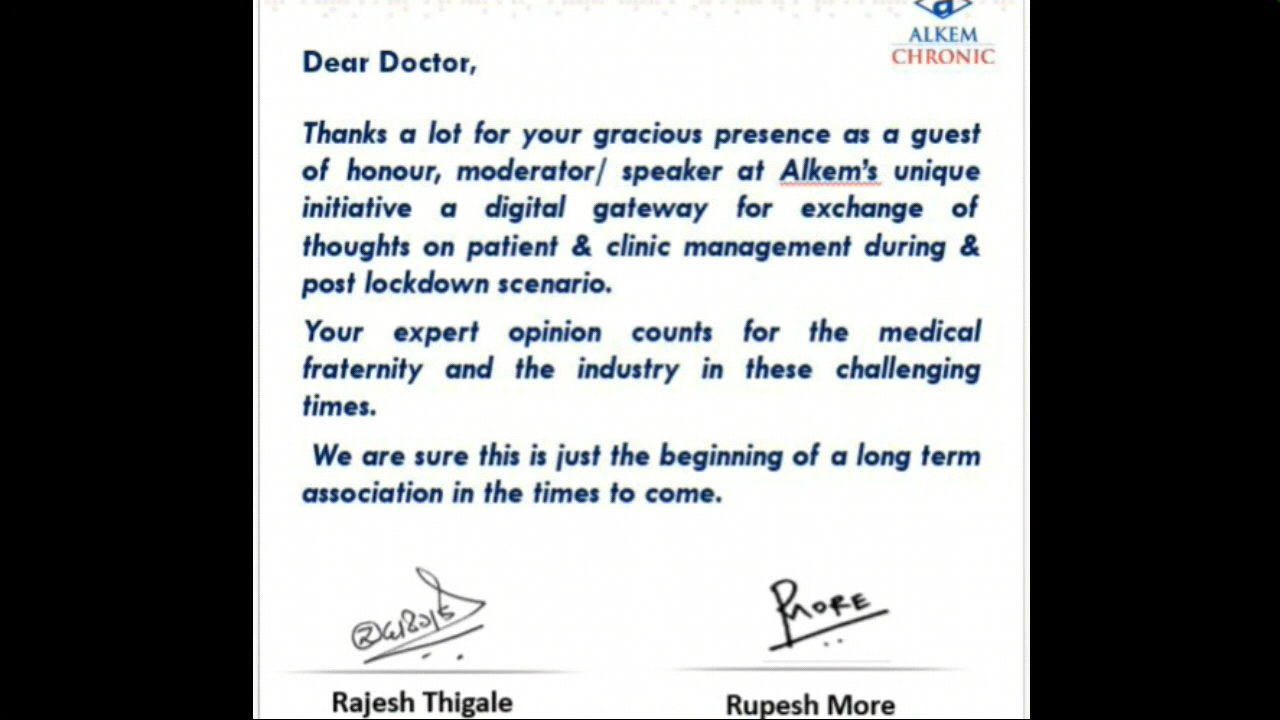 ALKEM
CHRONIC
Dear Doctor,
Thanks a lot for your gracious presence as a guest
of honour, moderator/ speaker at Alkem's unique
initiative a digital gateway for exchange of
thoughts on patient & clinic management during &
post lockdown scenario.
Your expert opinion counts for the medical
fraternity and the industry in these challenging
times.
We are sure this is just the beginning of a long term
association in the times to come.
RMORE
Rajesh Thigale
Rupesh More